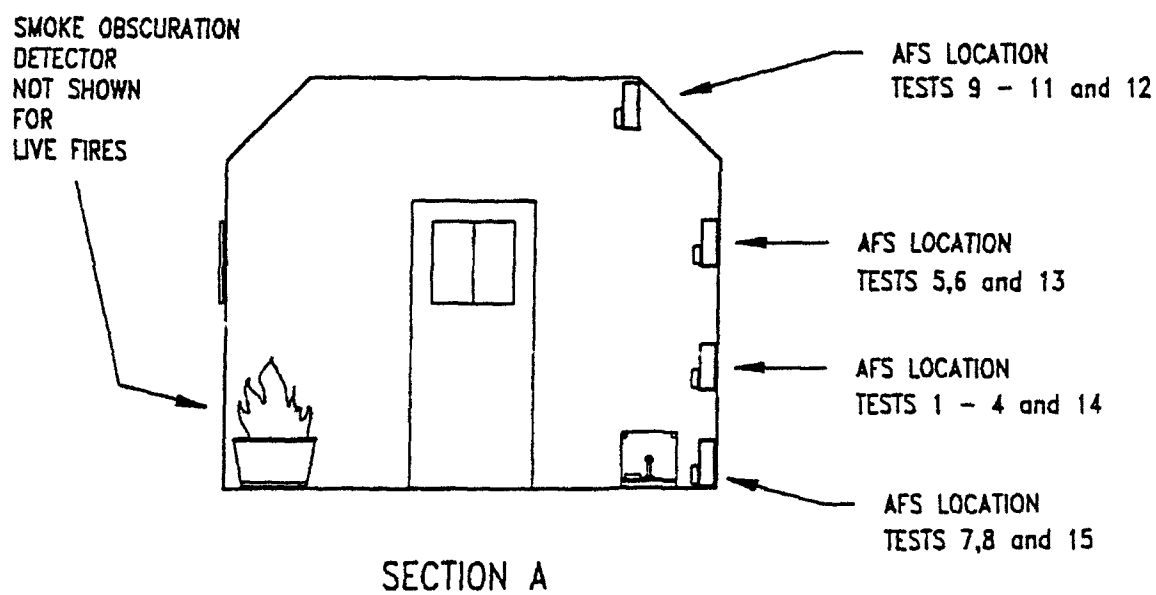 SMOKE OBSCURATION
DETECTOR
NOT SHOWN
FOR
LIVE FIRES
AFS LOCATION
TESTS 9 - 11 and 12
AFS LOCATION
TESTS 5,6 and 13
AFS LOCATION
TESTS 1 - 4 and 14
AFS LOCATION
TESTS 7,8 and 15
SECTION A